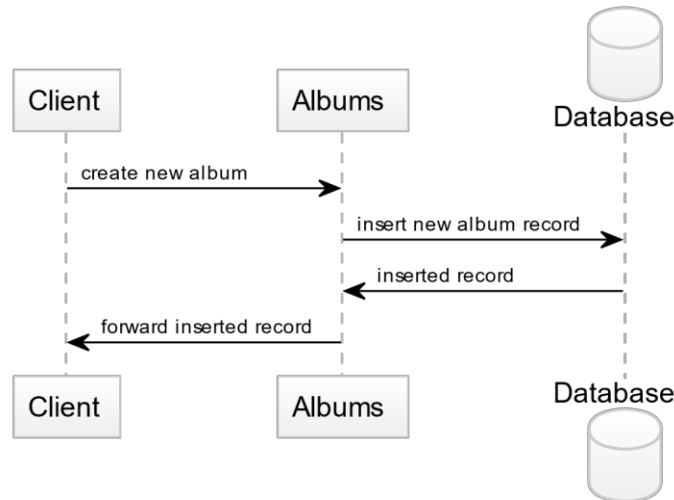 Client
Albums
Database
create new album
insert new album record
inserted record
forward inserted record
Client
Albums
Database